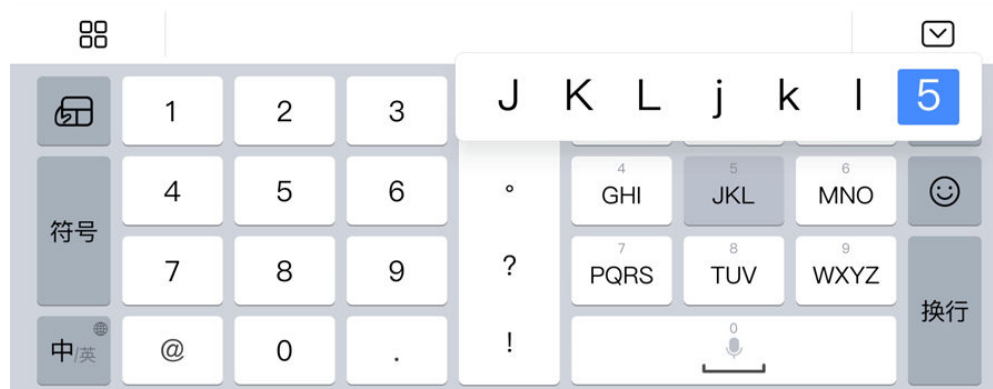 J K L j k l 5
1 2 3
4 5 6 。 4 GHI 5 JKL 6 MNO
符号
7 8 9 ? 7 PQRS 8 TUV 9 WXYZ
换行
中/英 @ 0 . ! 0